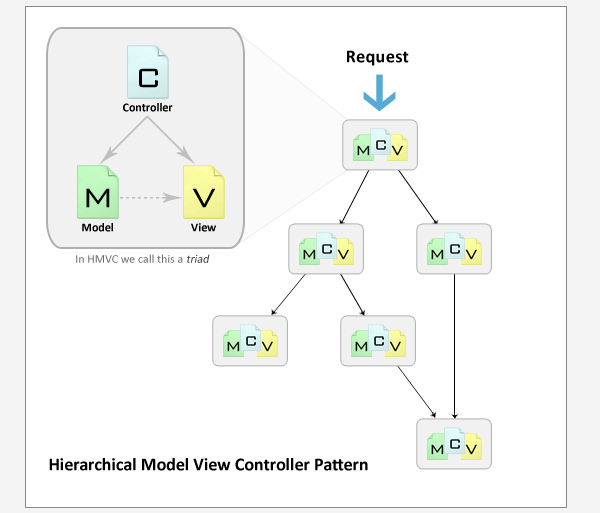 C
Controller
M
Model
V
View
In HMVC we call this a triad
Request
M C V
M C V
M C V
M C V
M C V
M C V
Hierarchical Model View Controller Pattern